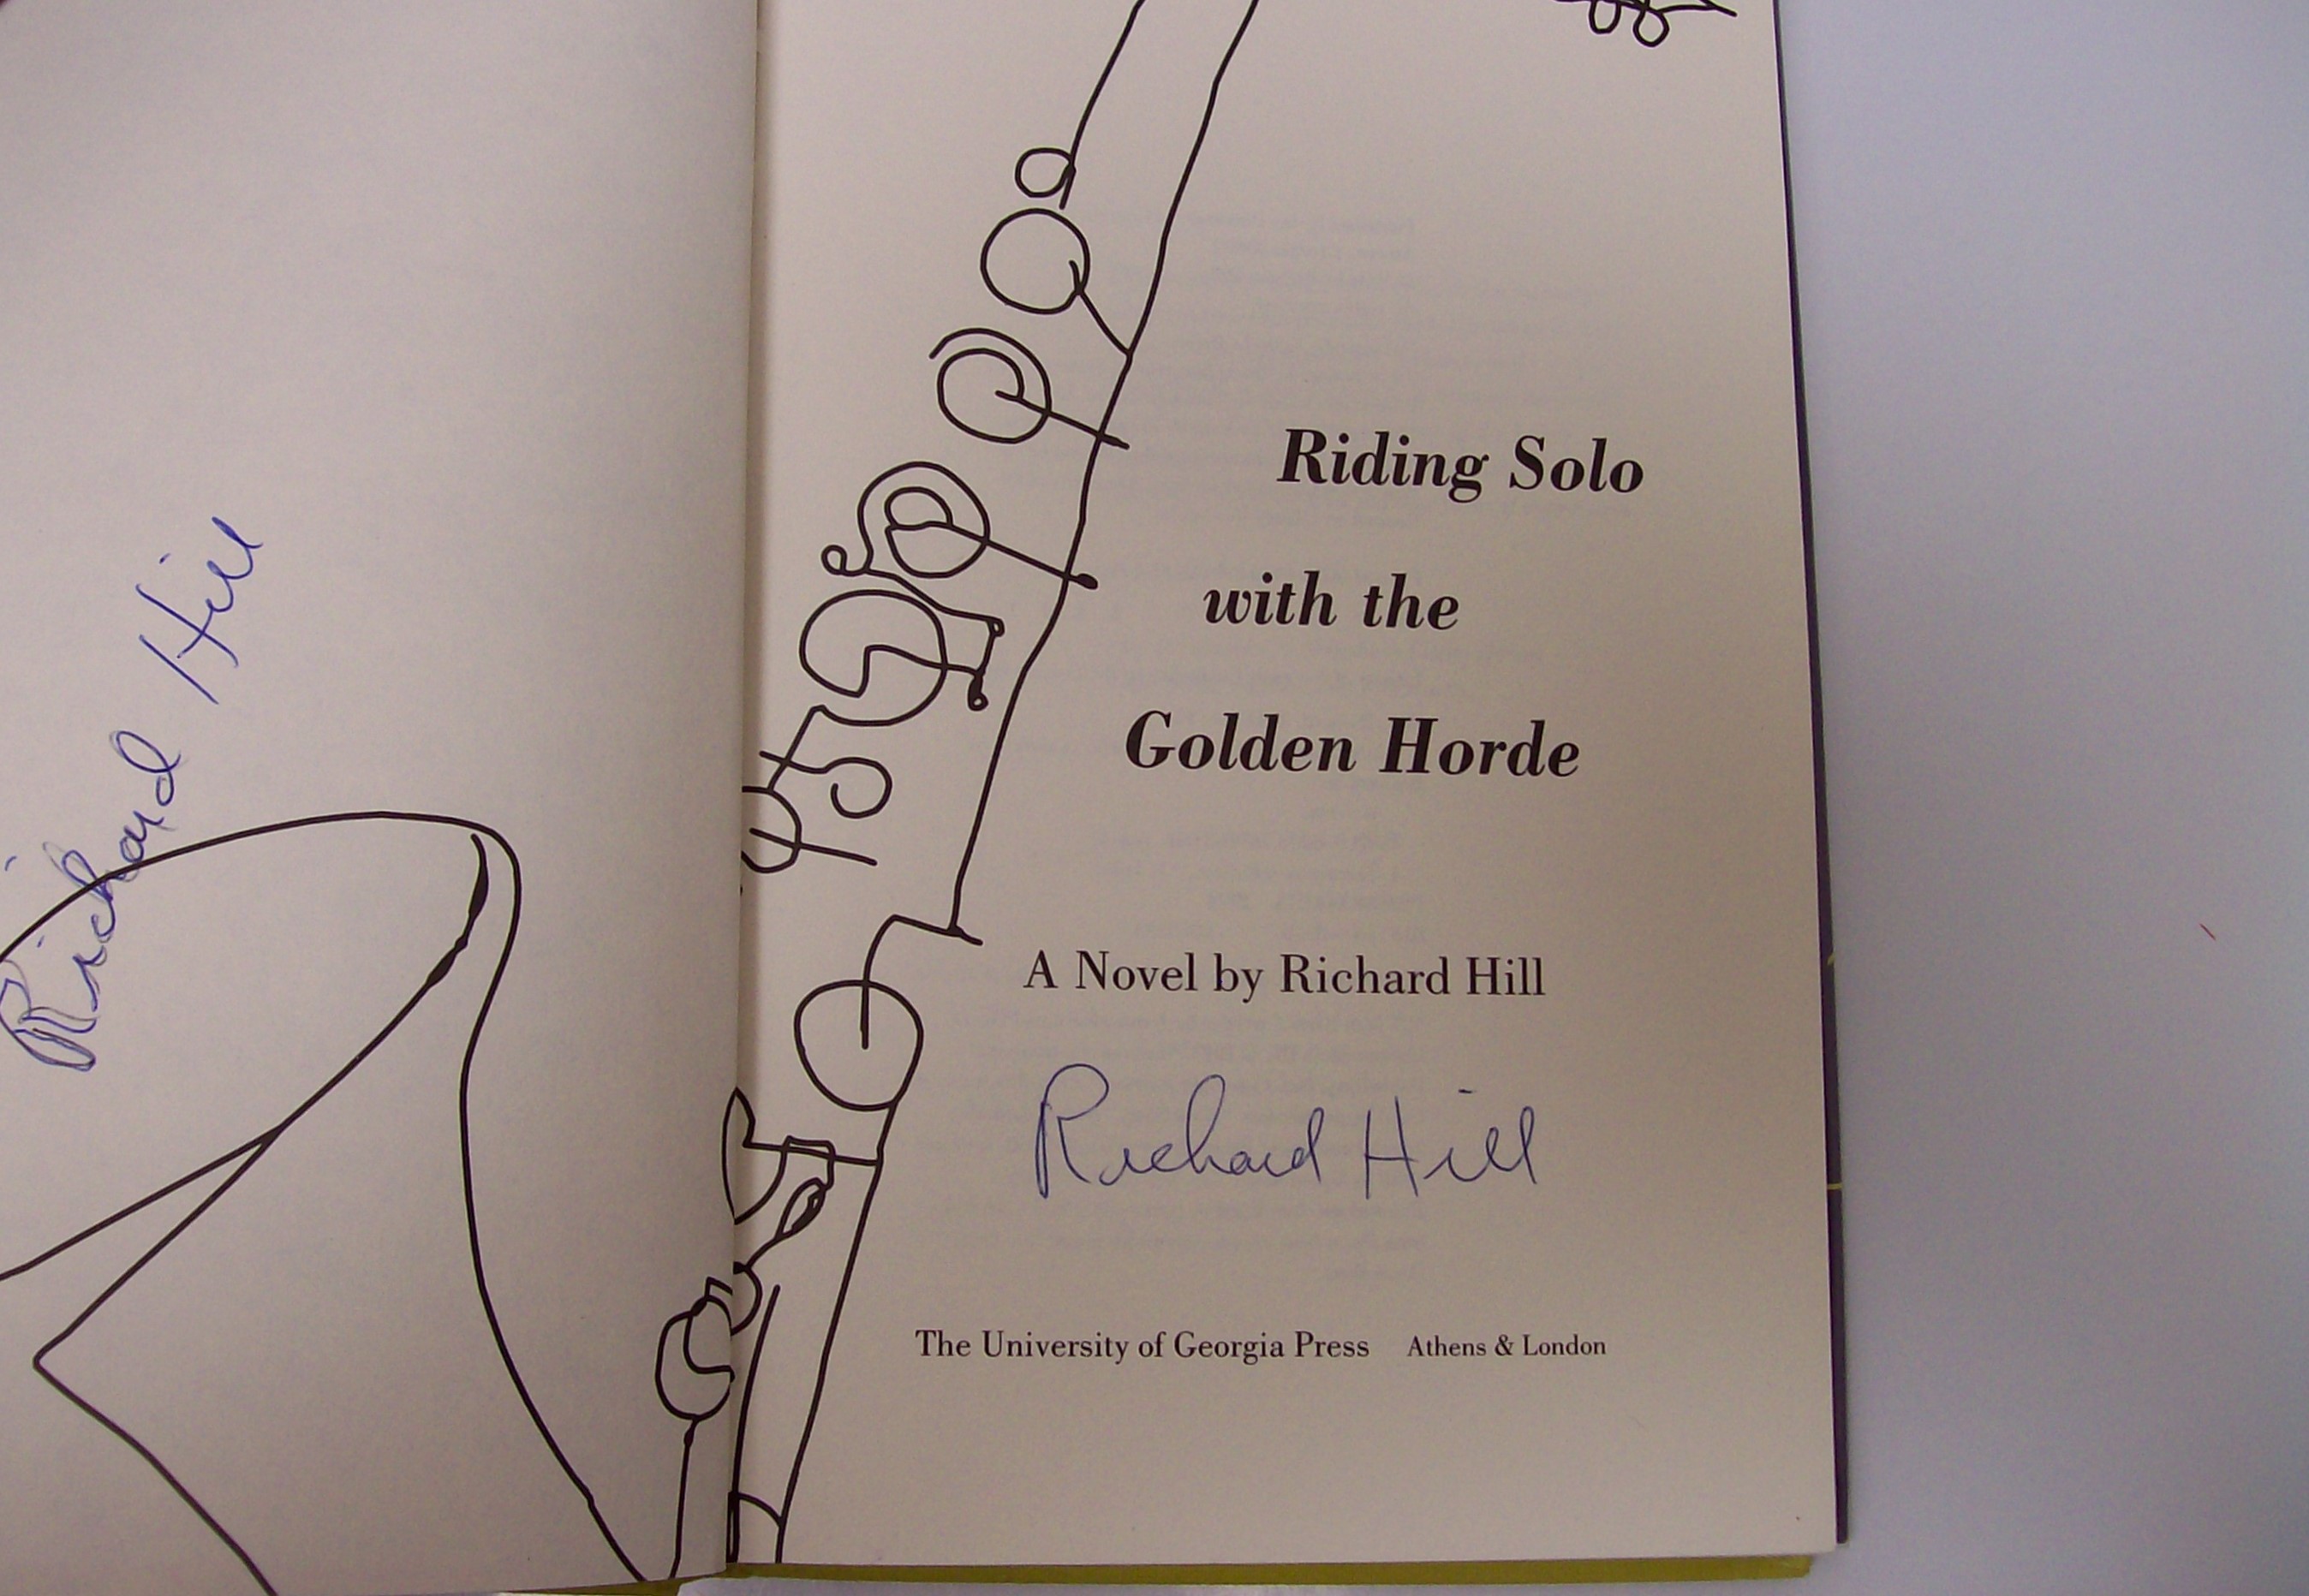 Richard Hill
Riding Solo
with the
Golden Horde
A Novel by Richard Hill
Richard Hill
The University of Georgia Press Athens & London